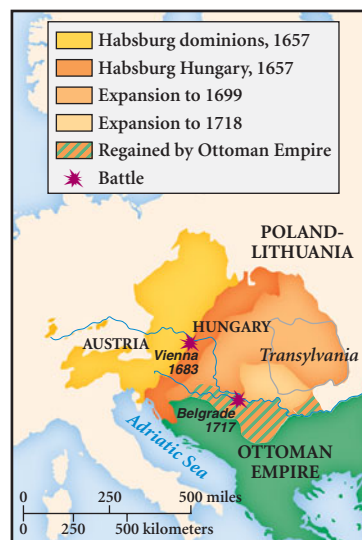 Habsburg dominions, 1657
Habsburg Hungary, 1657
Expansion to 1699
Expansion to 1718
Regained by Ottoman Empire
Battle
POLAND-
LITHUANIA
HUNGARY
AUSTRIA
Vienna
1683
Transylvania
Belgrade
1717
Adriatic Sea
OTTOMAN
EMPIRE
0 250 500 miles
0 250 500 kilometers